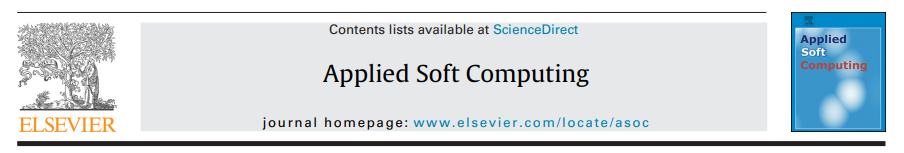 Contents lists available at ScienceDirect
Applied Soft Computing
journal homepage: www.elsevier.com/locate/asoc
ELSEVIER
Applied
Soft
Computing